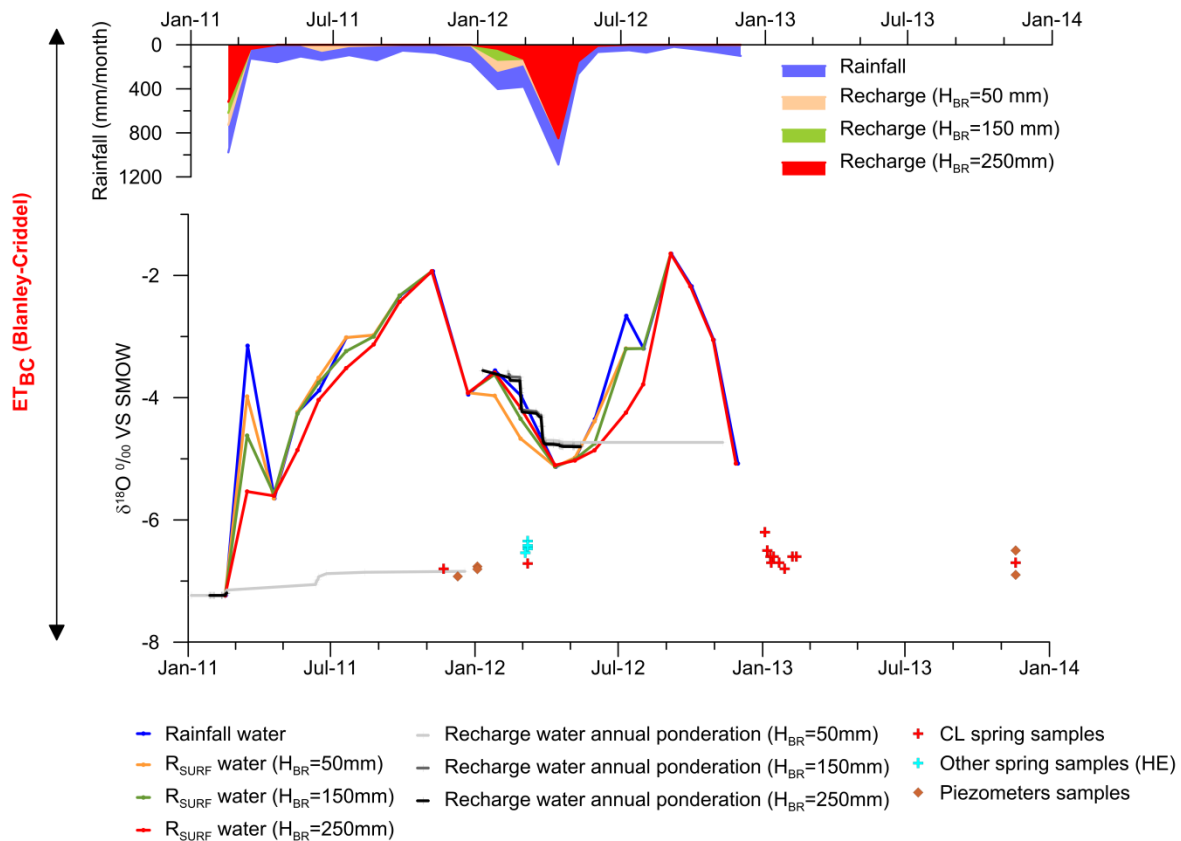 Jan-11 Jul-11 Jan-12 Jul-12 Jan-13 Jul-13 Jan-14
0
400
800
1200
Rainfall (mm/month)
Rainfall
Recharge (HBR=50 mm)
Recharge (HBR=150 mm)
Recharge (HBR=250mm)
ETBC (Blanley-Criddel)
δ18O ‰ VS SMOW
-2
-4
-6
-8
Jan-11 Jul-11 Jan-12 Jul-12 Jan-13 Jul-13 Jan-14
Rainfall water
RSURF water (HBR=50mm)
RSURF water (HBR=150mm)
RSURF water (HBR=250mm)
Recharge water annual ponderation (HBR=50mm)
Recharge water annual ponderation (HBR=150mm)
Recharge water annual ponderation (HBR=250mm)
CL spring samples
Other spring samples (HE)
Piezometers samples